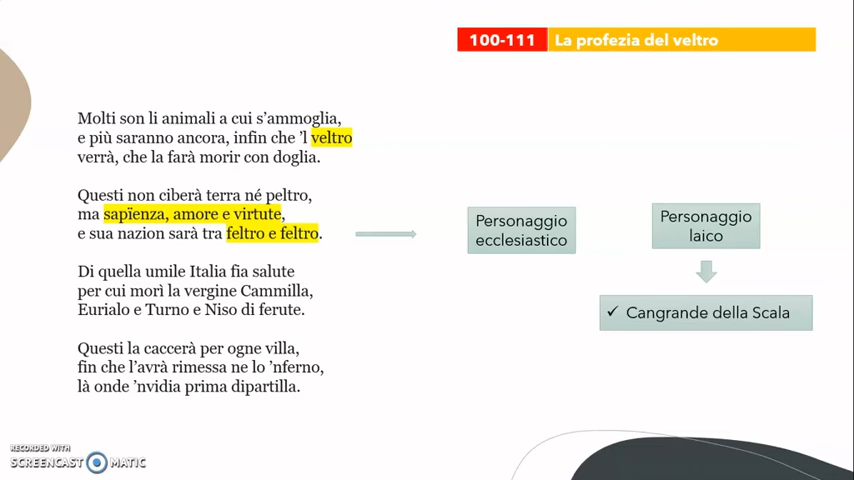 100-111 La profezia del veltro
Molti son li animali a cui s’ammoglia,
e più saranno ancora, infin che ’l veltro
verrà, che la farà morir con doglia.
Questi non ciberà terra né peltro,
ma sapïenza, amore e virtute,
e sua nazion sarà tra feltro e feltro.
Di quella umile Italia fia salute
per cui morì la vergine Cammilla,
Eurialo e Turno e Niso di ferute.
Questi la caccerà per ogne villa,
fin che l’avrà rimessa ne lo ’nferno,
là onde ’nvidia prima dipartilla.
Personaggio
ecclesiastico
Personaggio
laico
✓ Cangrande della Scala
RECORDED WITH
SCREENCAST MATIC